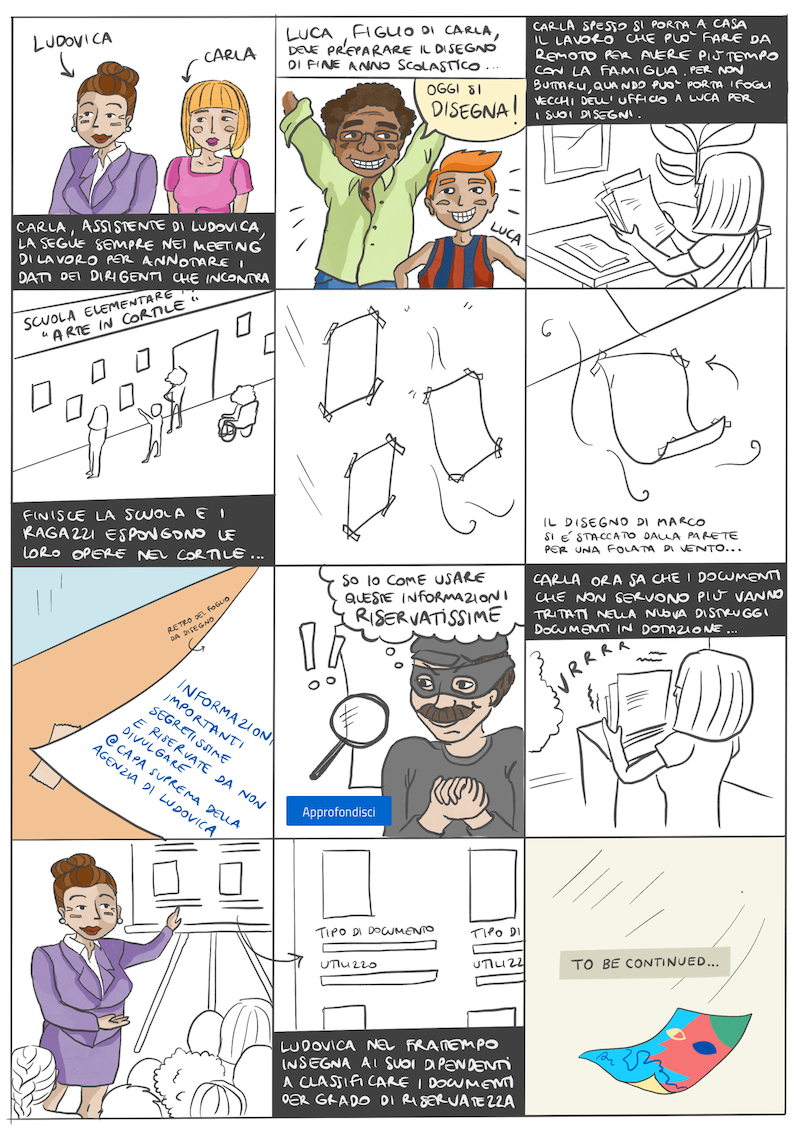 LUDOVICA
CARLA
CARLA, ASSISTENTE DI LUDOVICA,
LA SEGUE SEMPRE NEI MEETING
DI LAVORO PER ANNOTARE I
DATI DEI DIRIGENTI CHE INCONTRA
LUCA, FIGLIO DI CARLA,
DEVE PREPARARE IL DISEGNO
DI FINE ANNO SCOLASTICO...
OGGI SI
DISEGNA!
LUCA
CARLA SPESSO SI PORTA A CASA
IL LAVORO CHE PUO' FARE DA
REMOTO PER AVERE PIU' TEMPO
CON LA FAMIGLIA. PER NON
BUTTARLI, QUANDO PUO' PORTA I FOGLI
VECCHI DELL'UFFICIO A LUCA PER
I SUOI DISEGNI.
SCUOLA ELEMENTARE
"ARTE IN CORTILE"
FINISCE LA SCUOLA E I
RAGAZZI ESPONGONO LE
LORO OPERE NEL CORTILE...
IL DISEGNO DI MARCO
SI E' STACCATO DALLA PARETE
PER UNA FOLATA DI VENTO...
RETRO DEL FOGLIO
DA DISEGNO
INFORMAZIONI
IMPORTANTI
SEGRETISSIME
E RISERVATE DA NON
DIVULGARE
@CAPA SUPREMA DELLA
AGENZIA DI LUDOVICA
SO IO COME USARE
QUESTE INFORMAZIONI
RISERVATISSIME
!!
Approfondisci
CARLA ORA SA CHE I DOCUMENTI
CHE NON SERVONO PIU' VANNO
TRITATI NELLA NUOVA DISTRUGGI
DOCUMENTI IN DOTAZIONE...
VRRRR
TIPO DI DOCUMENTO
UTILIZZO
TIPO DI
UTILIZZ
LUDOVICA NEL FRATTEMPO
INSEGNA AI SUOI DIPENDENTI
A CLASSIFICARE I DOCUMENTI
PER GRADO DI RISERVATEZZA
TO BE CONTINUED...